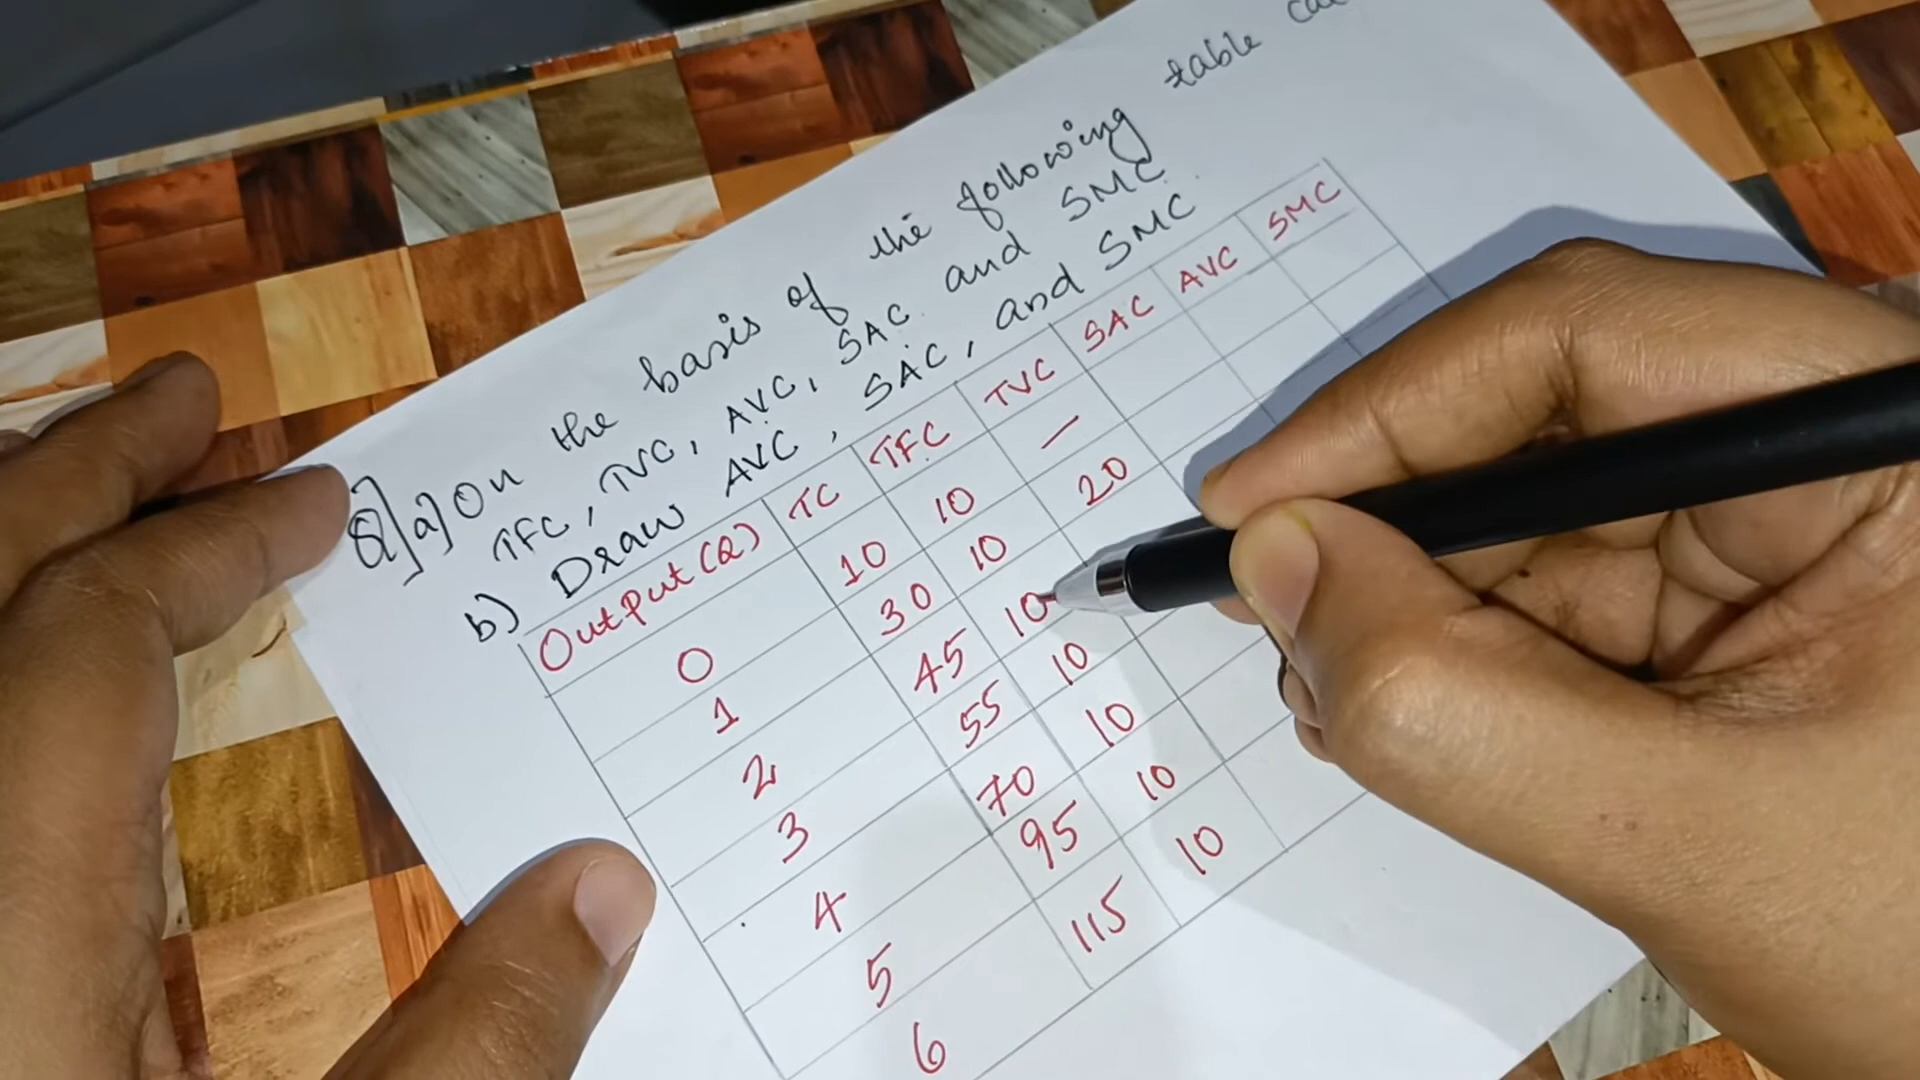 Q] a] On the basis of the following table
TFC, TVC, AVC, SAC and SMC.
b) Draw AVC, SAC, and SMC
Output (Q) TC TFC TVC SAC AVC SMC
0 10 10 —
1 30 10 20
2 45 10
3 55 10
4 70 10
5 95 10
6 115 10